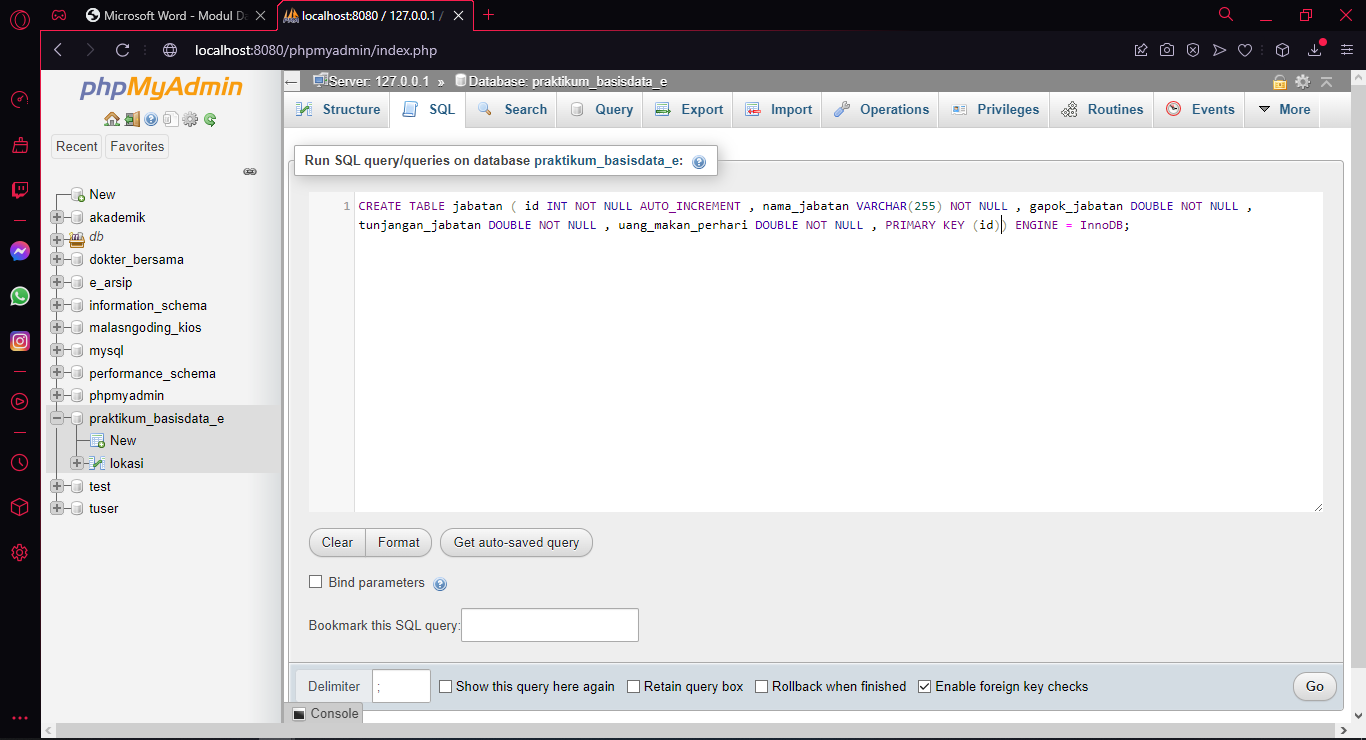 Microsoft Word - Modul Da
localhost:8080 / 127.0.0.1 /
localhost:8080/phpmyadmin/index.php
phpMyAdmin
Recent
Favorites
New
akademik
db
dokter_bersama
e_arsip
information_schema
malasngoding_kios
mysql
performance_schema
phpmyadmin
praktikum_basisdata_e
New
lokasi
test
tuser
Server: 127.0.0.1 » Database: praktikum_basisdata_e
Structure SQL Search Query Export Import Operations Privileges Routines Events More
Run SQL query/queries on database praktikum_basisdata_e:
1 CREATE TABLE jabatan ( id INT NOT NULL AUTO_INCREMENT , nama_jabatan VARCHAR(255) NOT NULL , gapok_jabatan DOUBLE NOT NULL ,
tunjangan_jabatan DOUBLE NOT NULL , uang_makan_perhari DOUBLE NOT NULL , PRIMARY KEY (id)) ENGINE = InnoDB;
Clear Format Get auto-saved query
Bind parameters
Bookmark this SQL query:
Delimiter ; Show this query here again Retain query box Rollback when finished Enable foreign key checks Go
Console